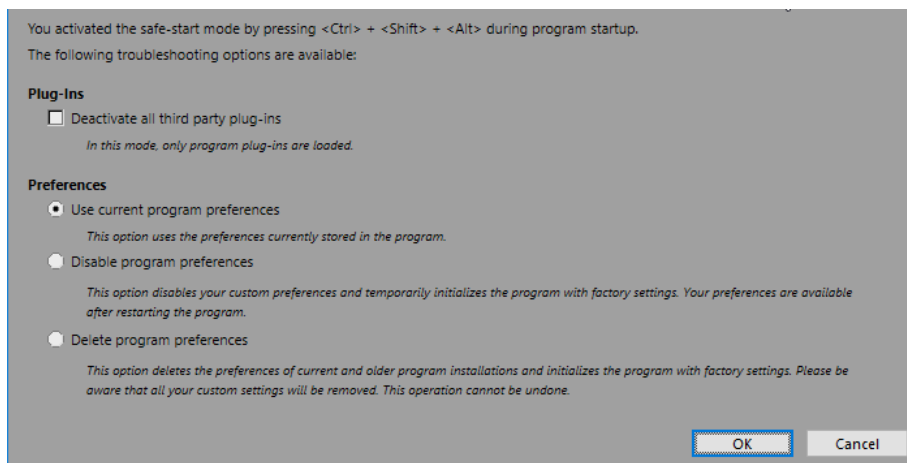 You activated the safe-start mode by pressing <Ctrl> + <Shift> + <Alt> during program startup.
The following troubleshooting options are available:
Plug-Ins
Deactivate all third party plug-ins
In this mode, only program plug-ins are loaded.
Preferences
Use current program preferences
This option uses the preferences currently stored in the program.
Disable program preferences
This option disables your custom preferences and temporarily initializes the program with factory settings. Your preferences are available
after restarting the program.
Delete program preferences
This option deletes the preferences of current and older program installations and initializes the program with factory settings. Please be
aware that all your custom settings will be removed. This operation cannot be undone.
OK Cancel